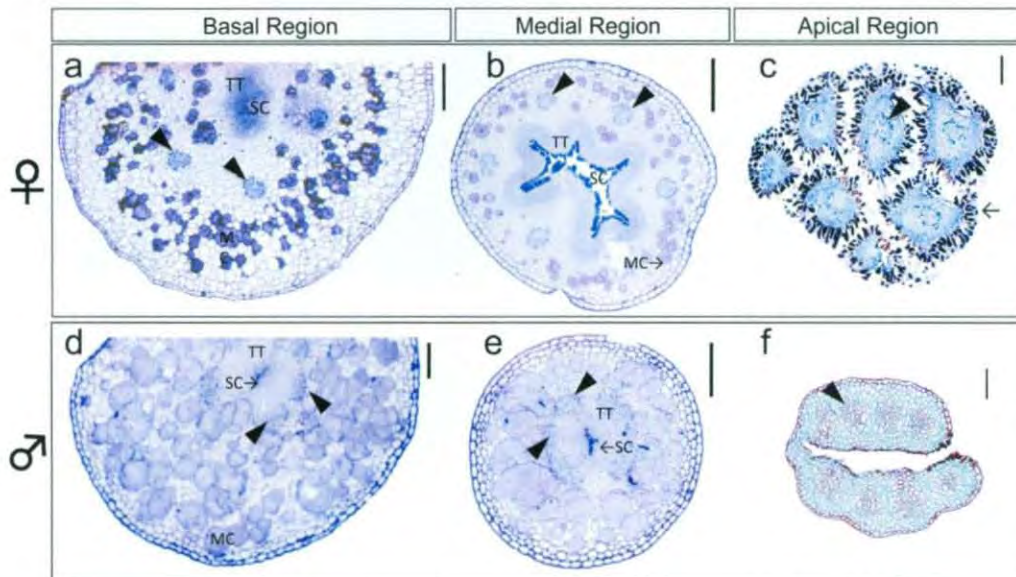 Basal Region Medial Region Apical Region
a b c
TT
SC
TT
SC
M
C
MC→
d e f
TT
SC→
TT
←SC
MC